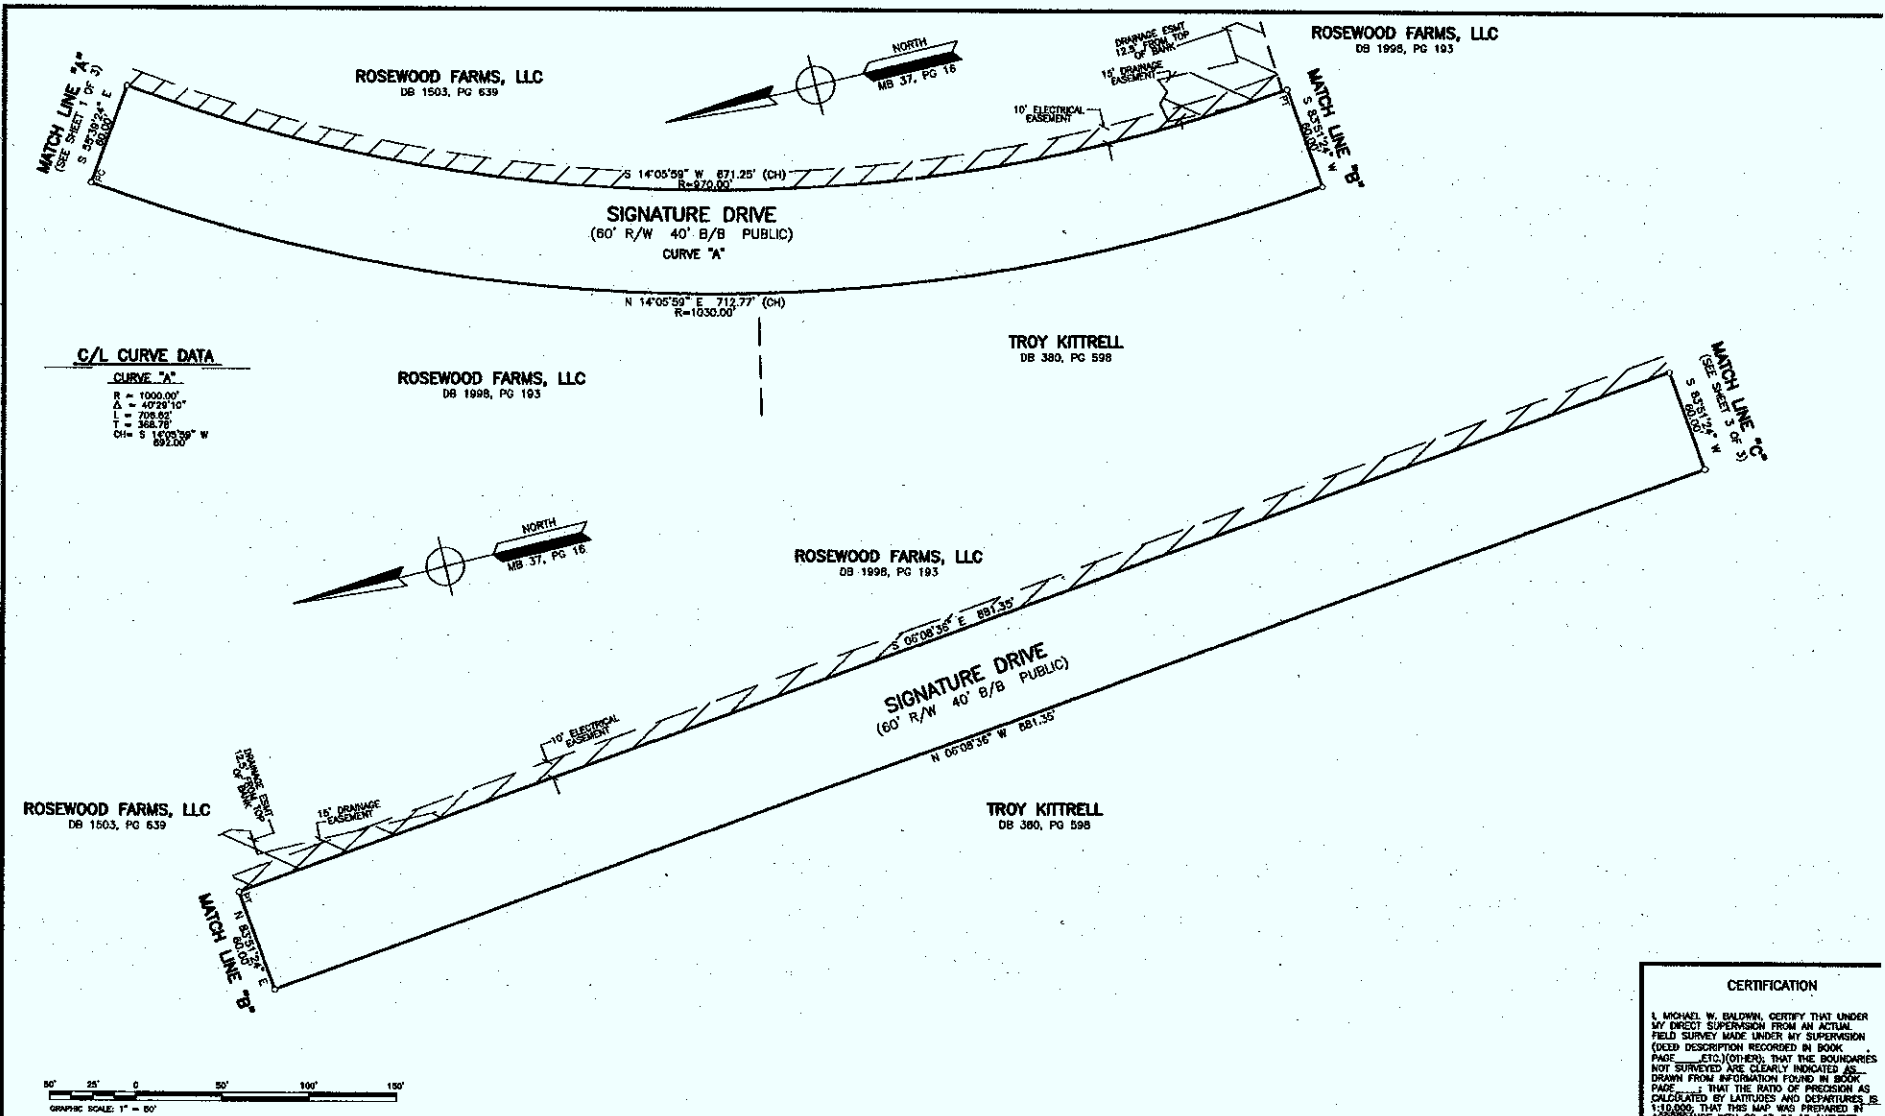 ROSEWOOD FARMS, LLC
DB 1503, PG 639
NORTH
MB 37, PG 16
DRAINAGE ESMT
12.5' FROM TOP
OF BANK
15' DRAINAGE
EASEMENT
10' ELECTRICAL
EASEMENT
ROSEWOOD FARMS, LLC
DB 1998, PG 193
MATCH LINE "A"
(SEE SHEET 1 OF 3)
S 55°39'24" E
60.00'
PC
MATCH LINE "B"
S 83°51'24" W
60.00'
PT
S 14°05'59" W 671.25' (CH)
R=970.00'
SIGNATURE DRIVE
(60' R/W 40' B/B PUBLIC)
CURVE "A"
N 14°05'59" E 712.77' (CH)
R=1030.00'
C/L CURVE DATA
CURVE "A"
R = 1000.00'
Δ = 40°29'10"
L = 706.62'
T = 368.78'
CH= S 14°05'59" W
692.00'
ROSEWOOD FARMS, LLC
DB 1998, PG 193
TROY KITTRELL
DB 380, PG 598
MATCH LINE "C"
(SEE SHEET 3 OF 3)
S 83°51'24" W
60.00'
NORTH
MB 37, PG 16
ROSEWOOD FARMS, LLC
DB 1998, PG 193
S 06°08'36" E 881.35'
SIGNATURE DRIVE
(60' R/W 40' B/B PUBLIC)
N 06°08'36" W 881.35'
10' ELECTRICAL
EASEMENT
DRAINAGE ESMT
12.5' FROM TOP
OF BANK
15' DRAINAGE
EASEMENT
ROSEWOOD FARMS, LLC
DB 1503, PG 639
TROY KITTRELL
DB 380, PG 598
PT
N 83°51'24" E
60.00'
MATCH LINE "B"
50' 25' 0 50' 100' 150'
GRAPHIC SCALE: 1" = 50'
CERTIFICATION
I, MICHAEL W. BALDWIN, CERTIFY THAT UNDER
MY DIRECT SUPERVISION FROM AN ACTUAL
FIELD SURVEY MADE UNDER MY SUPERVISION
(DEED DESCRIPTION RECORDED IN BOOK ,
PAGE____,ETC.)(OTHER); THAT THE BOUNDARIES
NOT SURVEYED ARE CLEARLY INDICATED AS
DRAWN FROM INFORMATION FOUND IN BOOK
PAGE____; THAT THE RATIO OF PRECISION AS
CALCULATED BY LATITUDES AND DEPARTURES IS
1:10,000; THAT THIS MAP WAS PREPARED IN